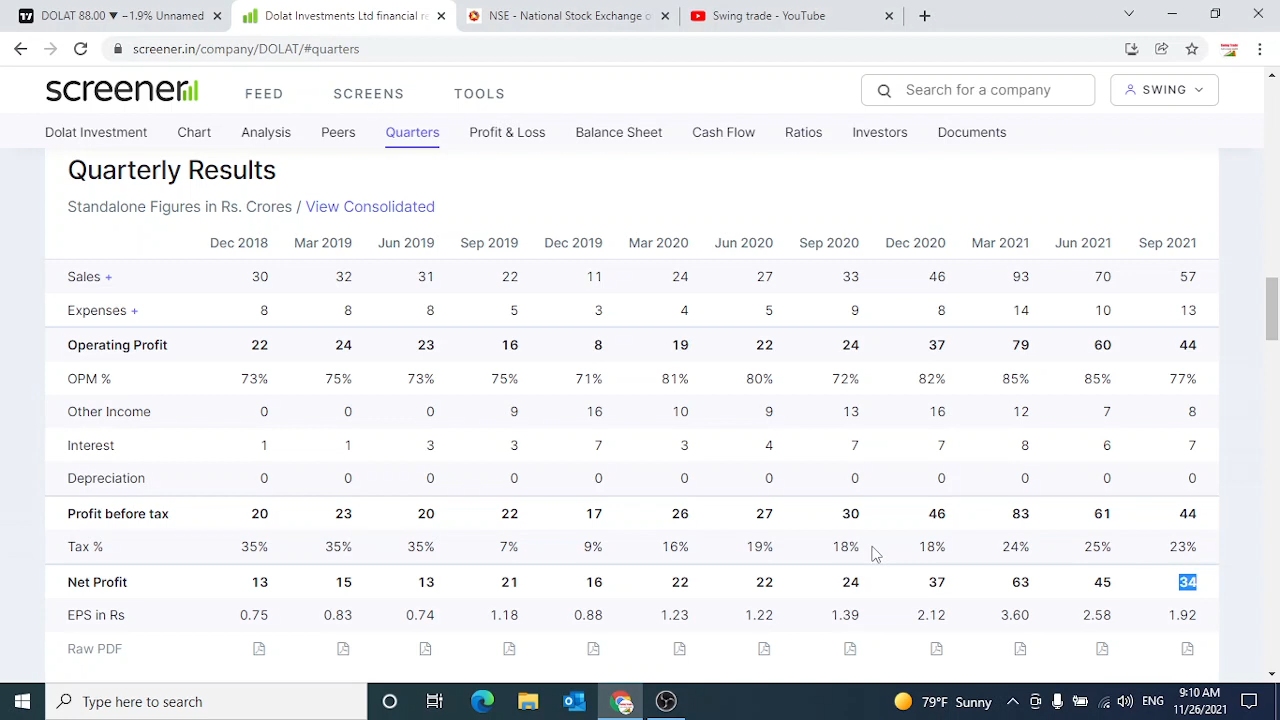 DOLAT 88.00 ▼ −1.9% Unnamed
Dolat Investments Ltd financial re
NSE - National Stock Exchange o
Swing trade - YouTube
screener.in/company/DOLAT/#quarters
screener FEED SCREENS TOOLS Search for a company SWING
Dolat Investment Chart Analysis Peers Quarters Profit & Loss Balance Sheet Cash Flow Ratios Investors Documents
Quarterly Results
Standalone Figures in Rs. Crores / View Consolidated
Dec 2018 Mar 2019 Jun 2019 Sep 2019 Dec 2019 Mar 2020 Jun 2020 Sep 2020 Dec 2020 Mar 2021 Jun 2021 Sep 2021
Sales + 30 32 31 22 11 24 27 33 46 93 70 57
Expenses + 8 8 8 5 3 4 5 9 8 14 10 13
Operating Profit 22 24 23 16 8 19 22 24 37 79 60 44
OPM % 73% 75% 73% 75% 71% 81% 80% 72% 82% 85% 85% 77%
Other Income 0 0 0 9 16 10 9 13 16 12 7 8
Interest 1 1 3 3 7 3 4 7 7 8 6 7
Depreciation 0 0 0 0 0 0 0 0 0 0 0 0
Profit before tax 20 23 20 22 17 26 27 30 46 83 61 44
Tax % 35% 35% 35% 7% 9% 16% 19% 18% 18% 24% 25% 23%
Net Profit 13 15 13 21 16 22 22 24 37 63 45 34
EPS in Rs 0.75 0.83 0.74 1.18 0.88 1.23 1.22 1.39 2.12 3.60 2.58 1.92
Raw PDF
Type here to search
79°F Sunny
ENG
9:10 AM
11/26/2021